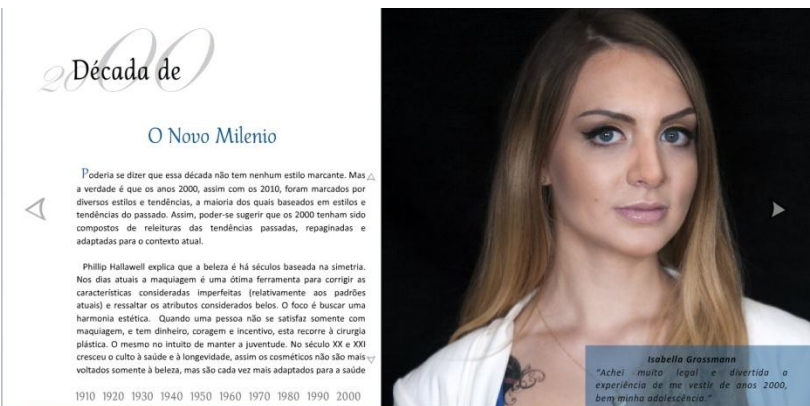 2000
Década de
O Novo Milenio
Poderia se dizer que essa década não tem nenhum estilo marcante. Mas
a verdade é que os anos 2000, assim com os 2010, foram marcados por
diversos estilos e tendências, a maioria dos quais baseados em estilos e
tendências do passado. Assim, poder-se sugerir que os 2000 tenham sido
compostos de releituras das tendências passadas, repaginadas e
adaptadas para o contexto atual.
Phillip Hallawell explica que a beleza é há séculos baseada na simetria.
Nos dias atuais a maquiagem é uma ótima ferramenta para corrigir as
características consideradas imperfeitas (relativamente aos padrões
atuais) e ressaltar os atributos considerados belos. O foco é buscar uma
harmonia estética. Quando uma pessoa não se satisfaz somente com
maquiagem, e tem dinheiro, coragem e incentivo, esta recorre à cirurgia
plástica. O mesmo no intuito de manter a juventude. No século XX e XXI
cresceu o culto à saúde e à longevidade, assim os cosméticos não são mais
voltados somente à beleza, mas são cada vez mais adaptados para a saúde
1910 1920 1930 1940 1950 1960 1970 1980 1990 2000
Isabella Grossmann
"Achei muito legal e divertida a
experiência de me vestir de anos 2000,
bem minha adolescência."